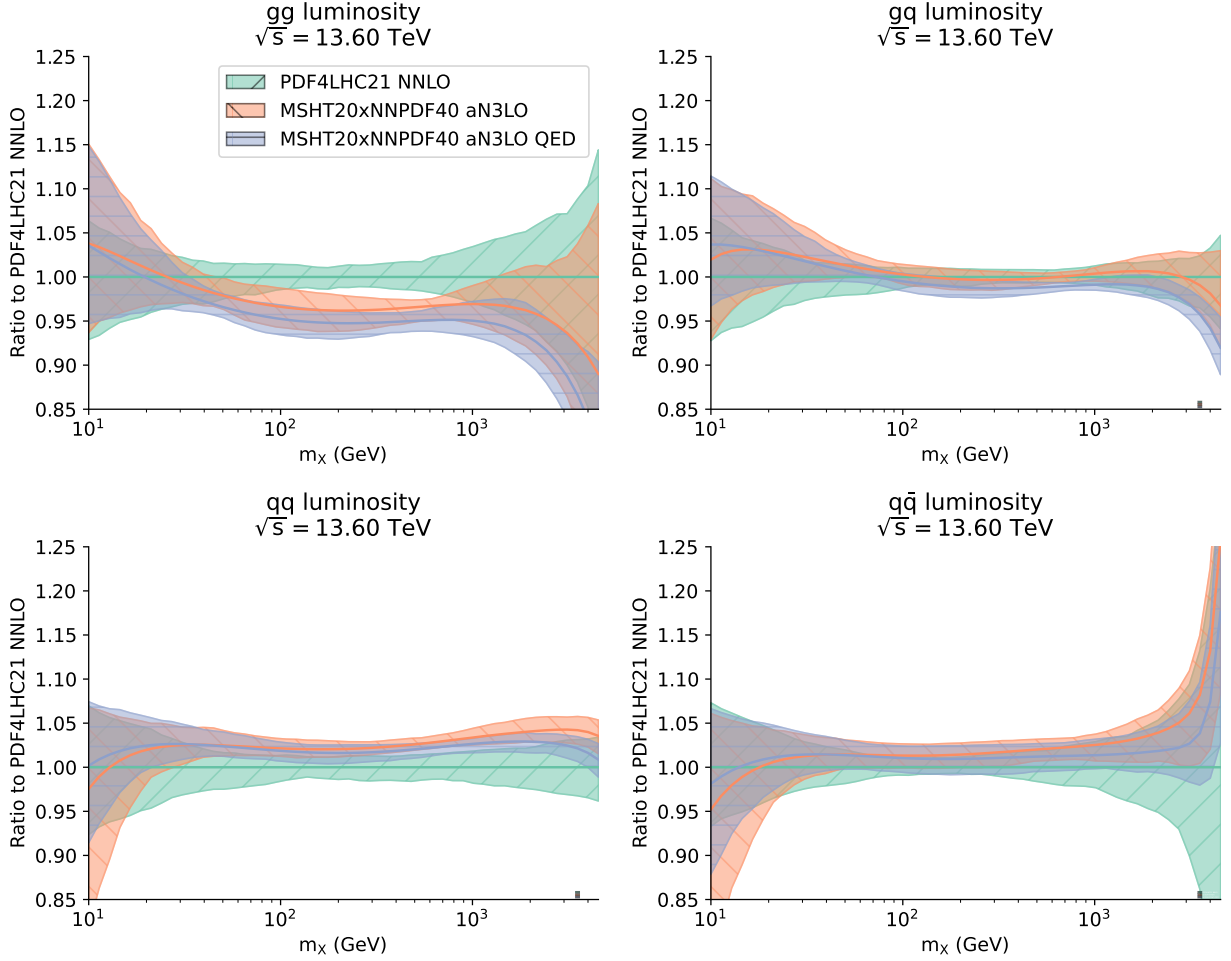 gg luminosity
√s = 13.60 TeV
Ratio to PDF4LHC21 NNLO
1.25
1.20
1.15
1.10
1.05
1.00
0.95
0.90
0.85
PDF4LHC21 NNLO
MSHT20xNNPDF40 aN3LO
MSHT20xNNPDF40 aN3LO QED
10¹ 10² 10³
mX (GeV)
gq luminosity
√s = 13.60 TeV
Ratio to PDF4LHC21 NNLO
1.25
1.20
1.15
1.10
1.05
1.00
0.95
0.90
0.85
10¹ 10² 10³
mX (GeV)
qq luminosity
√s = 13.60 TeV
Ratio to PDF4LHC21 NNLO
1.25
1.20
1.15
1.10
1.05
1.00
0.95
0.90
0.85
10¹ 10² 10³
mX (GeV)
qq̄ luminosity
√s = 13.60 TeV
Ratio to PDF4LHC21 NNLO
1.25
1.20
1.15
1.10
1.05
1.00
0.95
0.90
0.85
10¹ 10² 10³
mX (GeV)